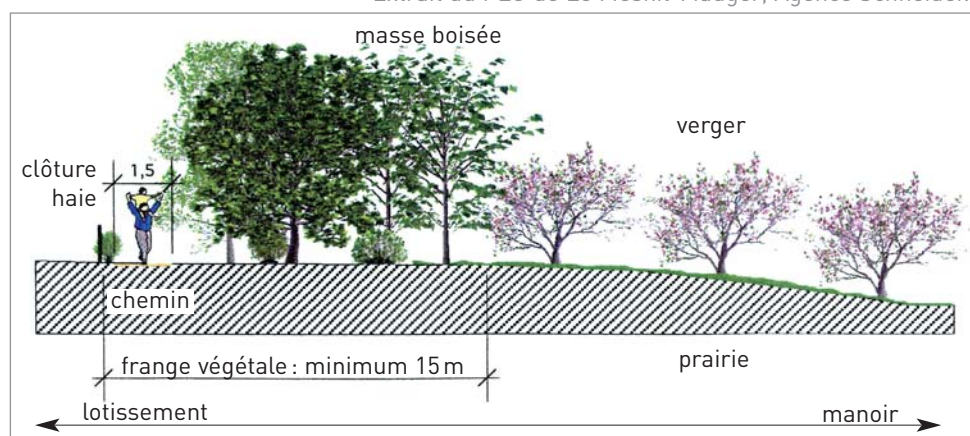 masse boisée
verger
clôture
haie
1,5
chemin
frange végétale : minimum 15 m
prairie
lotissement
manoir